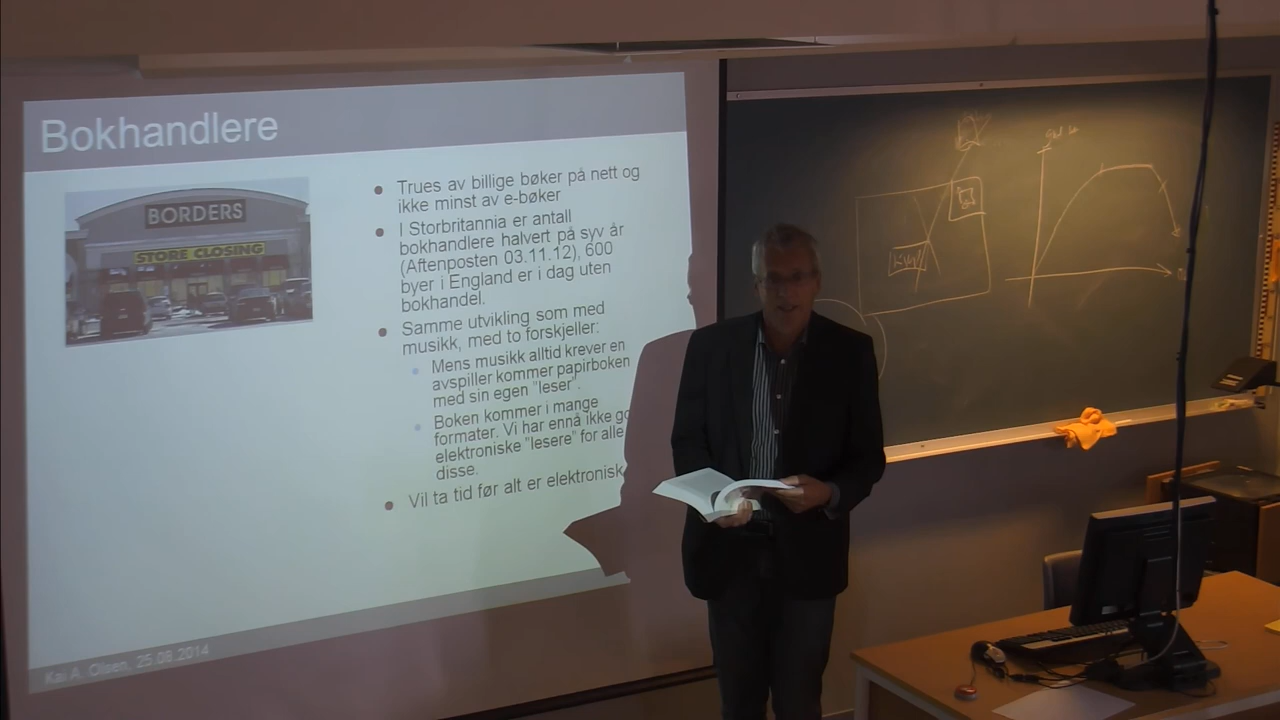 Bokhandlere
BORDERS
STORE CLOSING
Trues av billige bøker på nett og
ikke minst av e-bøker
I Storbritannia er antall
bokhandlere halvert på syv år
(Aftenposten 03.11.12), 600
byer i England er i dag uten
bokhandel.
Samme utvikling som med
musikk, med to forskjeller:
Mens musikk alltid krever en
avspiller kommer papirboken
med sin egen "leser".
Boken kommer i mange
formater. Vi har ennå ikke go
elektroniske "lesere" for alle
disse.
Vil ta tid før alt er elektronisk
Kai A. Olsen, 25.08.2014